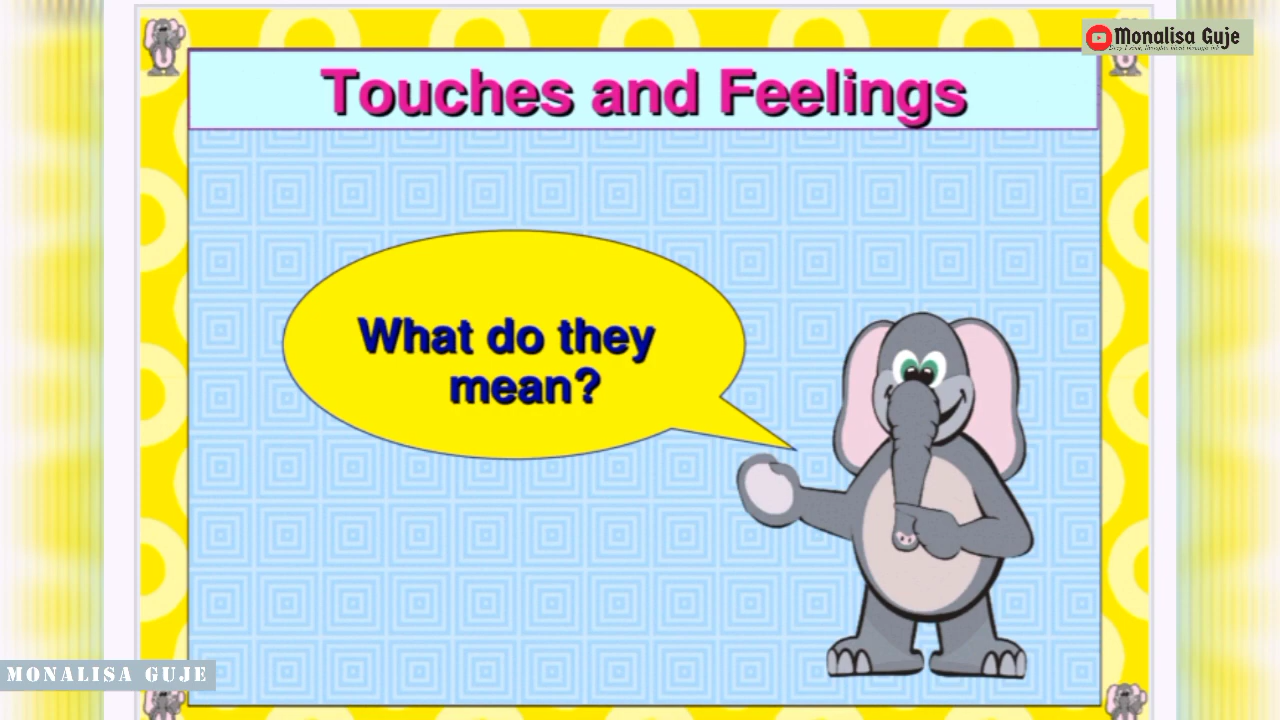 Monalisa Guje
Touches and Feelings
What do they
mean?
MONALISA GUJE